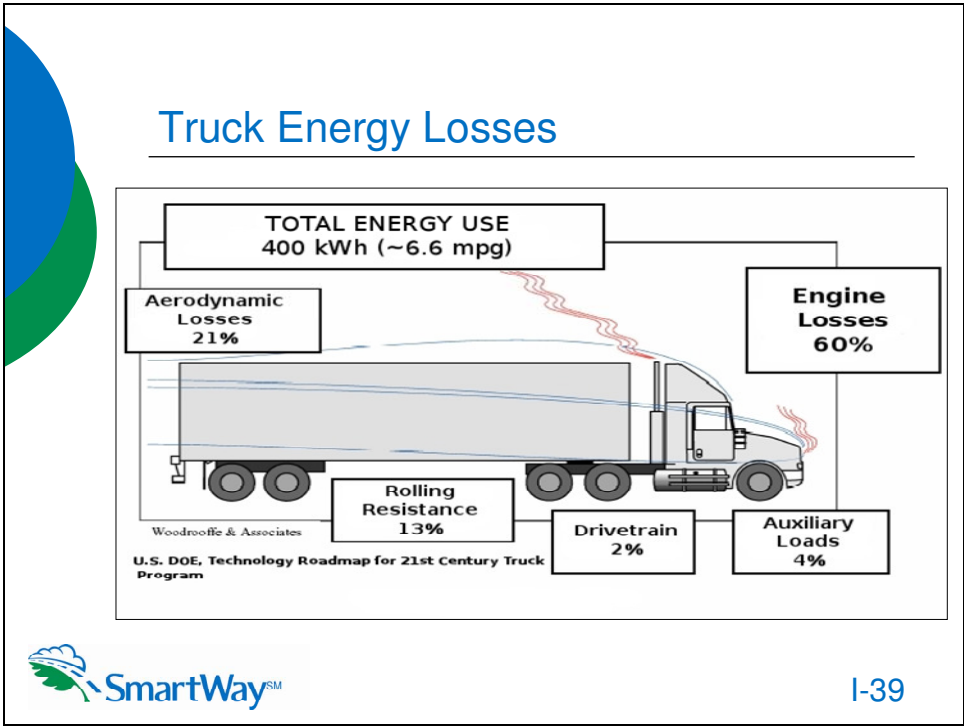 Truck Energy Losses
TOTAL ENERGY USE
400 kWh (~6.6 mpg)
Aerodynamic
Losses
21%
Engine
Losses
60%
Rolling
Resistance
13%
Drivetrain
2%
Auxiliary
Loads
4%
Woodrooffe & Associates
U.S. DOE, Technology Roadmap for 21st Century Truck
Program
SmartWay℠
I-39